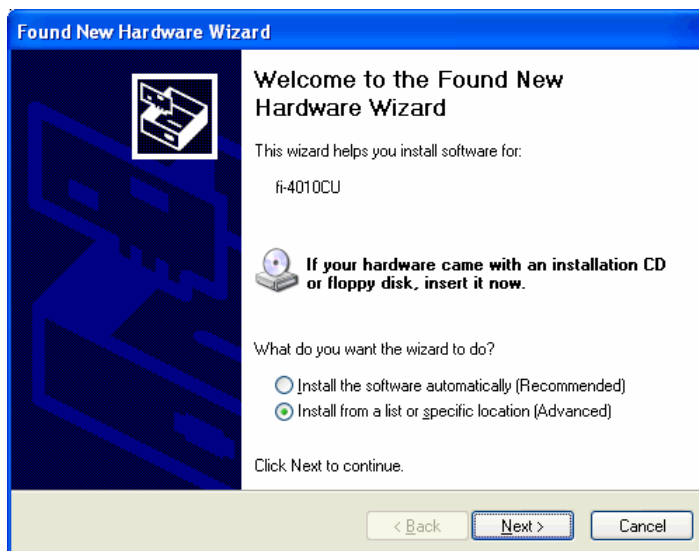 Found New Hardware Wizard
Welcome to the Found New
Hardware Wizard
This wizard helps you install software for:
fi-4010CU
If your hardware came with an installation CD
or floppy disk, insert it now.
What do you want the wizard to do?
Install the software automatically (Recommended)
Install from a list or specific location (Advanced)
Click Next to continue.
< Back
Next >
Cancel